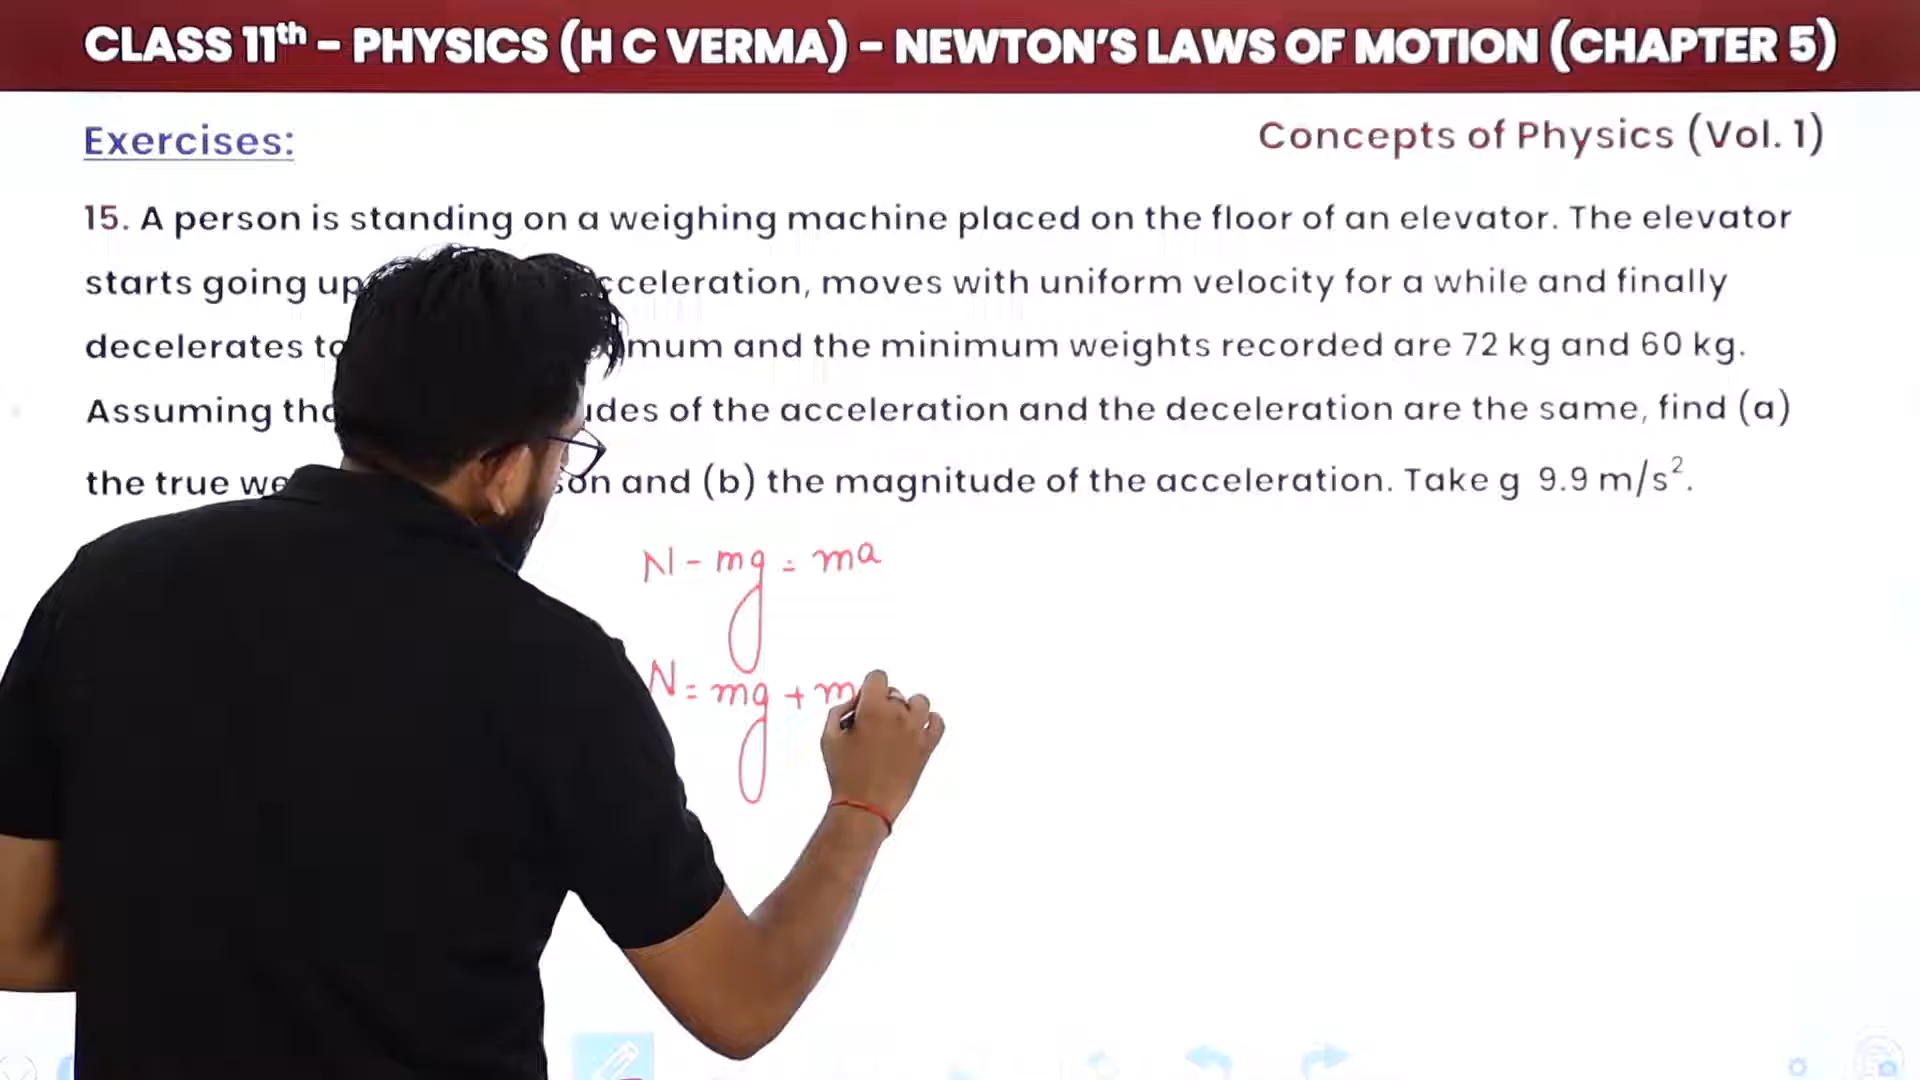 CLASS 11th – PHYSICS (H C VERMA) – NEWTON'S LAWS OF MOTION (CHAPTER 5)
Exercises:
Concepts of Physics (Vol. 1)
15. A person is standing on a weighing machine placed on the floor of an elevator. The elevator
starts going up cceleration, moves with uniform velocity for a while and finally
decelerates to mum and the minimum weights recorded are 72 kg and 60 kg.
Assuming tha udes of the acceleration and the deceleration are the same, find (a)
the true we son and (b) the magnitude of the acceleration. Take g 9.9 m/s².
N - mg = ma
N = mg + m